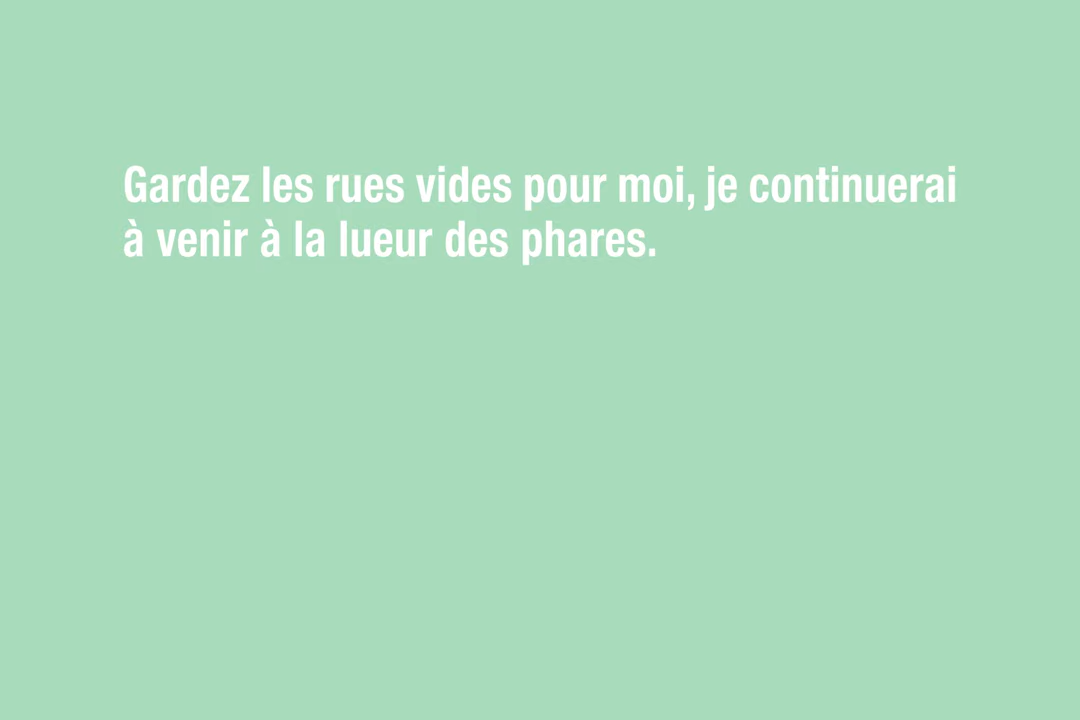 Gardez les rues vides pour moi, je continuerai
à venir à la lueur des phares.